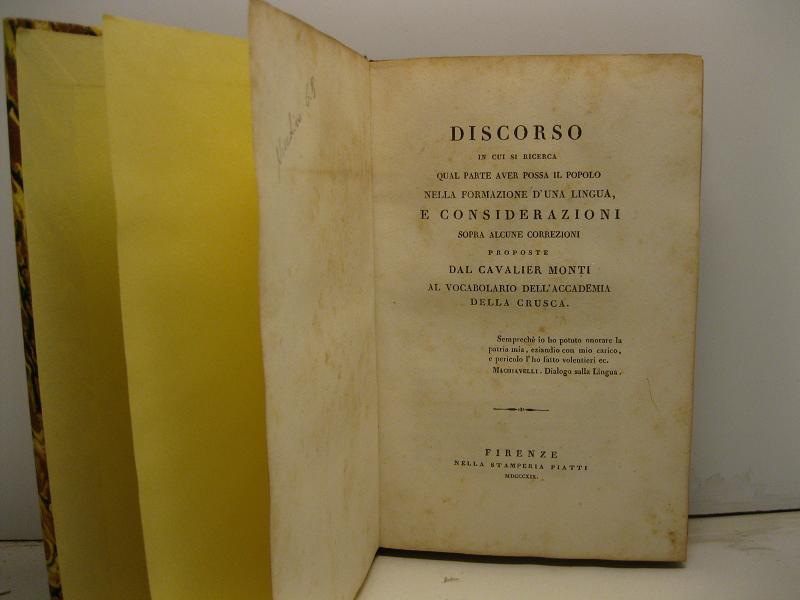 DISCORSO
IN CUI SI RICERCA
QUAL PARTE AVER POSSA IL POPOLO
NELLA FORMAZIONE D'UNA LINGUA,
E CONSIDERAZIONI
SOPRA ALCUNE CORREZIONI
PROPOSTE
DAL CAVALIER MONTI
AL VOCABOLARIO DELL'ACCADEMIA
DELLA CRUSCA.
Semprechè io ho potuto onorare la
patria mia, eziandio con mio carico,
e pericolo l'ho fatto volentieri ec.
MACHIAVELLI. Dialogo sulla Lingua.
FIRENZE
NELLA STAMPERIA PIATTI
MDCCCXIX.